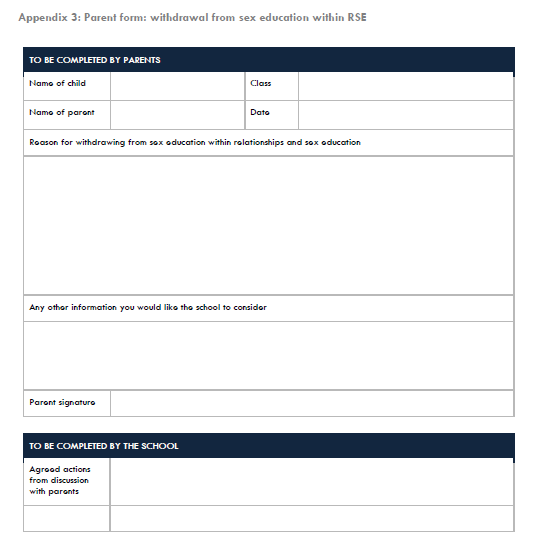 Appendix 3: Parent form: withdrawal from sex education within RSE
TO BE COMPLETED BY PARENTS
Name of child
Class
Name of parent
Date
Reason for withdrawing from sex education within relationships and sex education
Any other information you would like the school to consider
Parent signature
TO BE COMPLETED BY THE SCHOOL
Agreed actions
from discussion
with parents